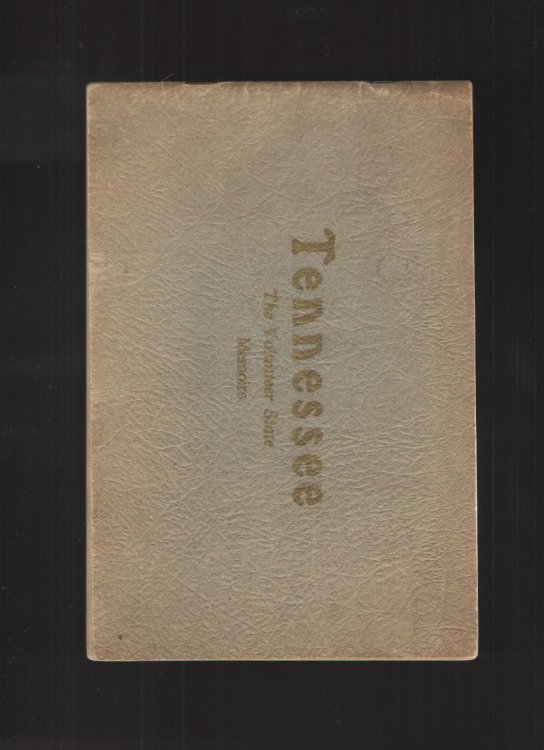 Tennessee
The Volunteer State
Memoirs